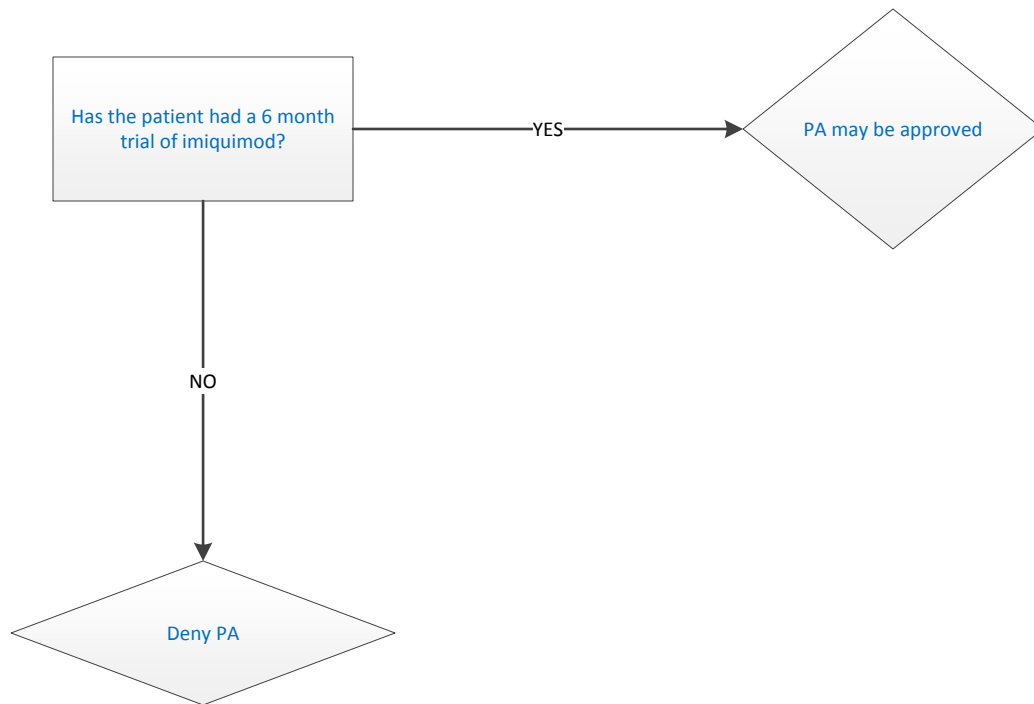 Has the patient had a 6 month
trial of imiquimod?
YES
PA may be approved
NO
Deny PA